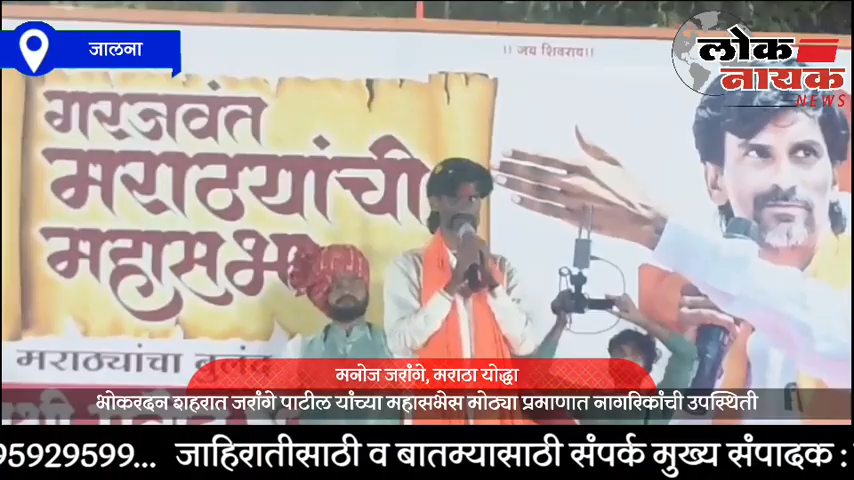 जालना
।। जय शिवराय।।
लोक
नायक
NEWS
गरजवंत
मराठयांची
महासभा
मराठ्यांचा बुलंद
मनोज जरांगे, मराठा योद्धा
भोकरदन शहरात जरांगे पाटील यांच्या महासभेस मोठ्या प्रमाणात नागरिकांची उपस्थिती
95929599... जाहिरातीसाठी व बातम्यासाठी संपर्क मुख्य संपादक :